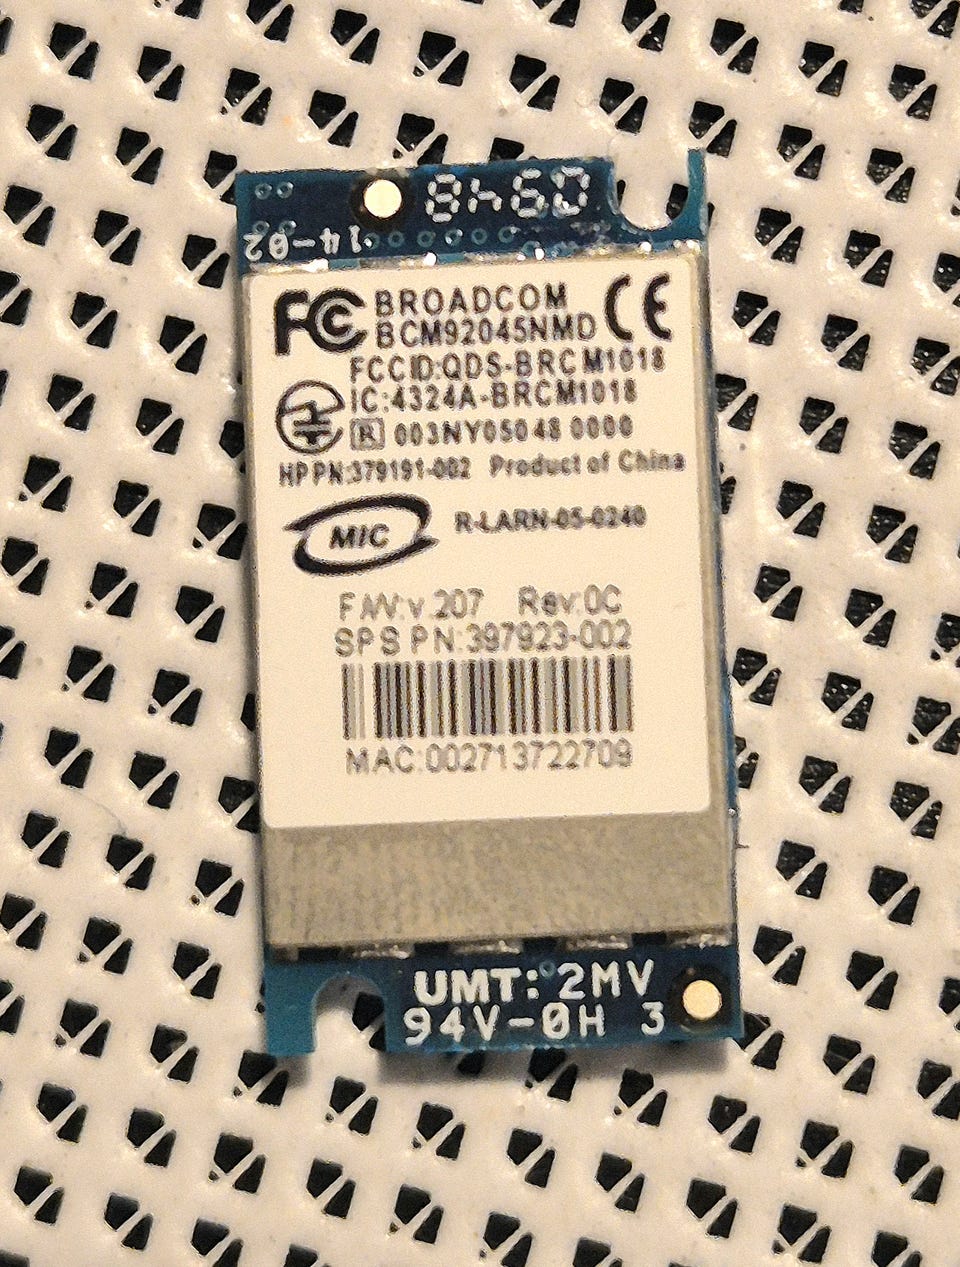 0948
14-02
FC BROADCOM CE
BCM92045NMD
FCCID:QDS-BRCM1018
IC:4324A-BRCM1018
R 003NY05048 0000
HP PN:379191-002 Product of China
MIC R-LARN-05-0240
F/W:v.207 Rev:0C
SPS PN:397923-002
MAC:002713722709
UMT: 2MV
94V-0H 3